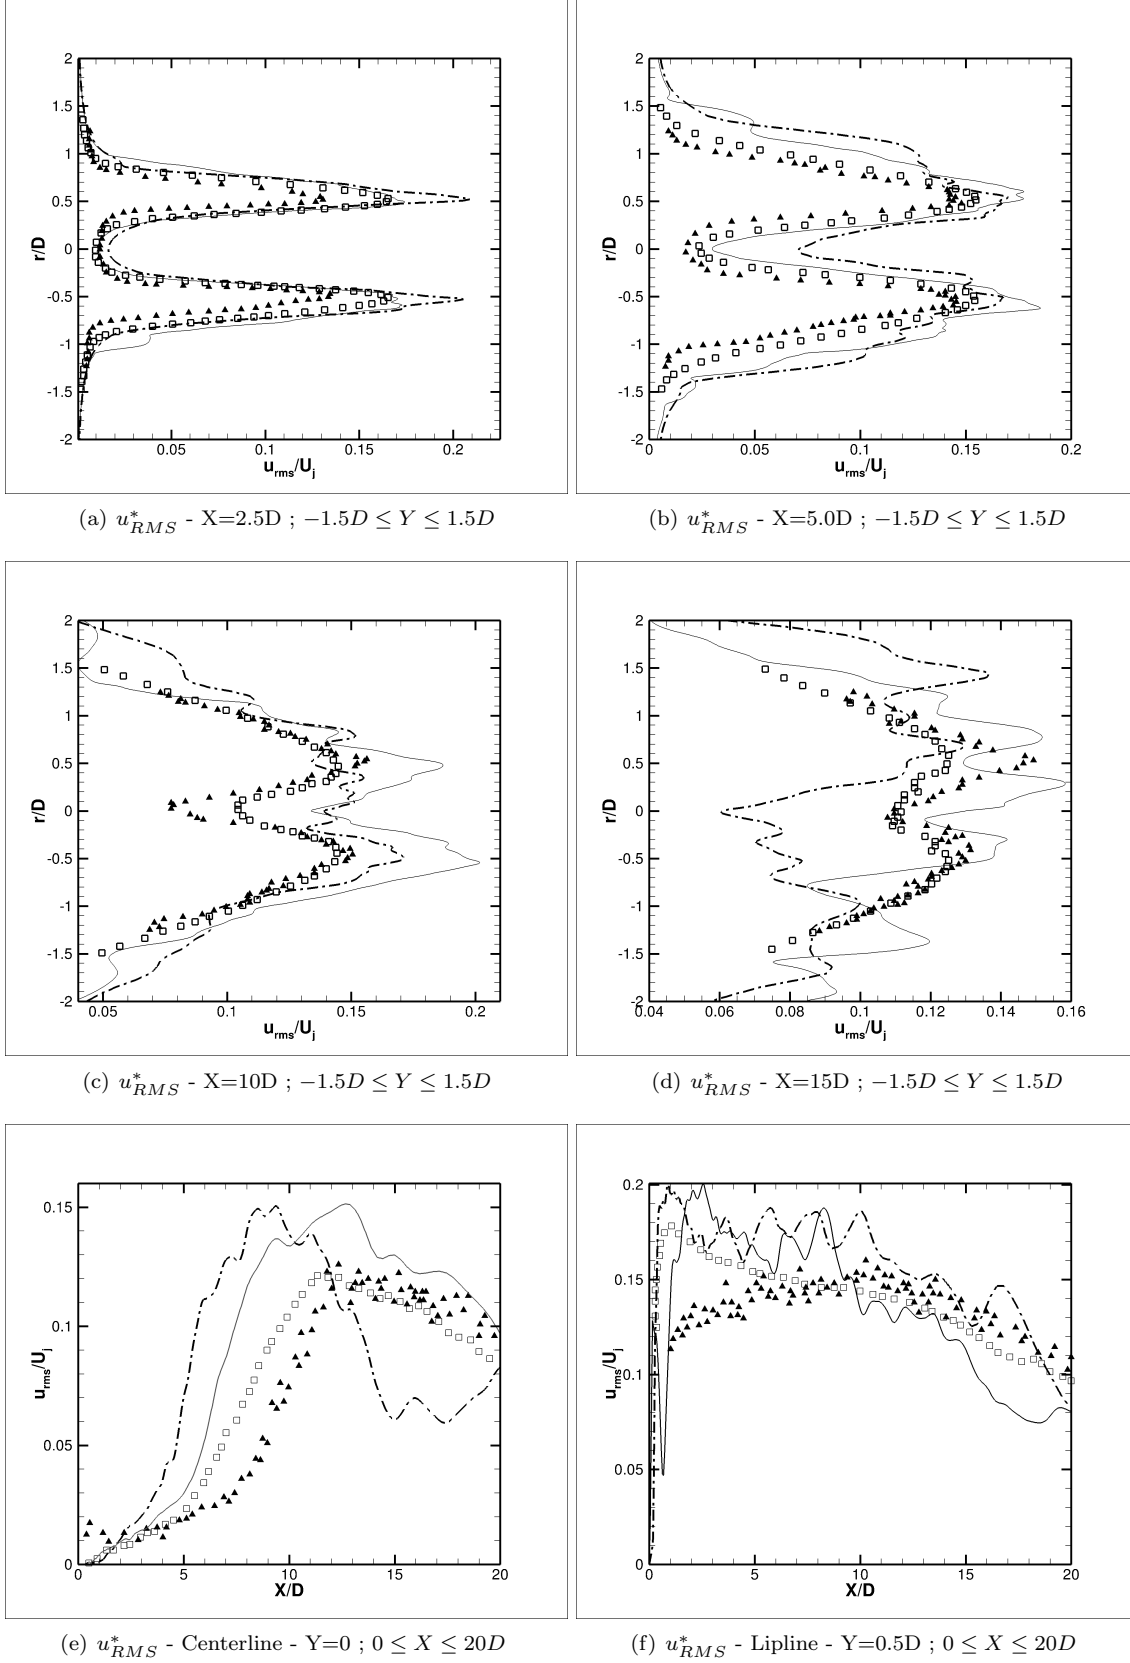 2
1.5
1
0.5
0
-0.5
-1
-1.5
-2
r/D
0.05 0.1 0.15 0.2
u_rms/U_j
2
1.5
1
0.5
0
-0.5
-1
-1.5
-2
r/D
0 0.05 0.1 0.15 0.2
u_rms/U_j
(a) u*_RMS - X=2.5D ; −1.5D ≤ Y ≤ 1.5D
(b) u*_RMS - X=5.0D ; −1.5D ≤ Y ≤ 1.5D
2
1.5
1
0.5
0
-0.5
-1
-1.5
-2
r/D
0.05 0.1 0.15 0.2
u_rms/U_j
2
1.5
1
0.5
0
-0.5
-1
-1.5
-2
r/D
0.04 0.06 0.08 0.1 0.12 0.14 0.16
u_rms/U_j
(c) u*_RMS - X=10D ; −1.5D ≤ Y ≤ 1.5D
(d) u*_RMS - X=15D ; −1.5D ≤ Y ≤ 1.5D
0.15
0.1
0.05
0
u_rms/U_j
0 5 10 15 20
X/D
0.2
0.15
0.1
0.05
0
u_rms/U_j
0 5 10 15 20
X/D
(e) u*_RMS - Centerline - Y=0 ; 0 ≤ X ≤ 20D
(f) u*_RMS - Lipline - Y=0.5D ; 0 ≤ X ≤ 20D